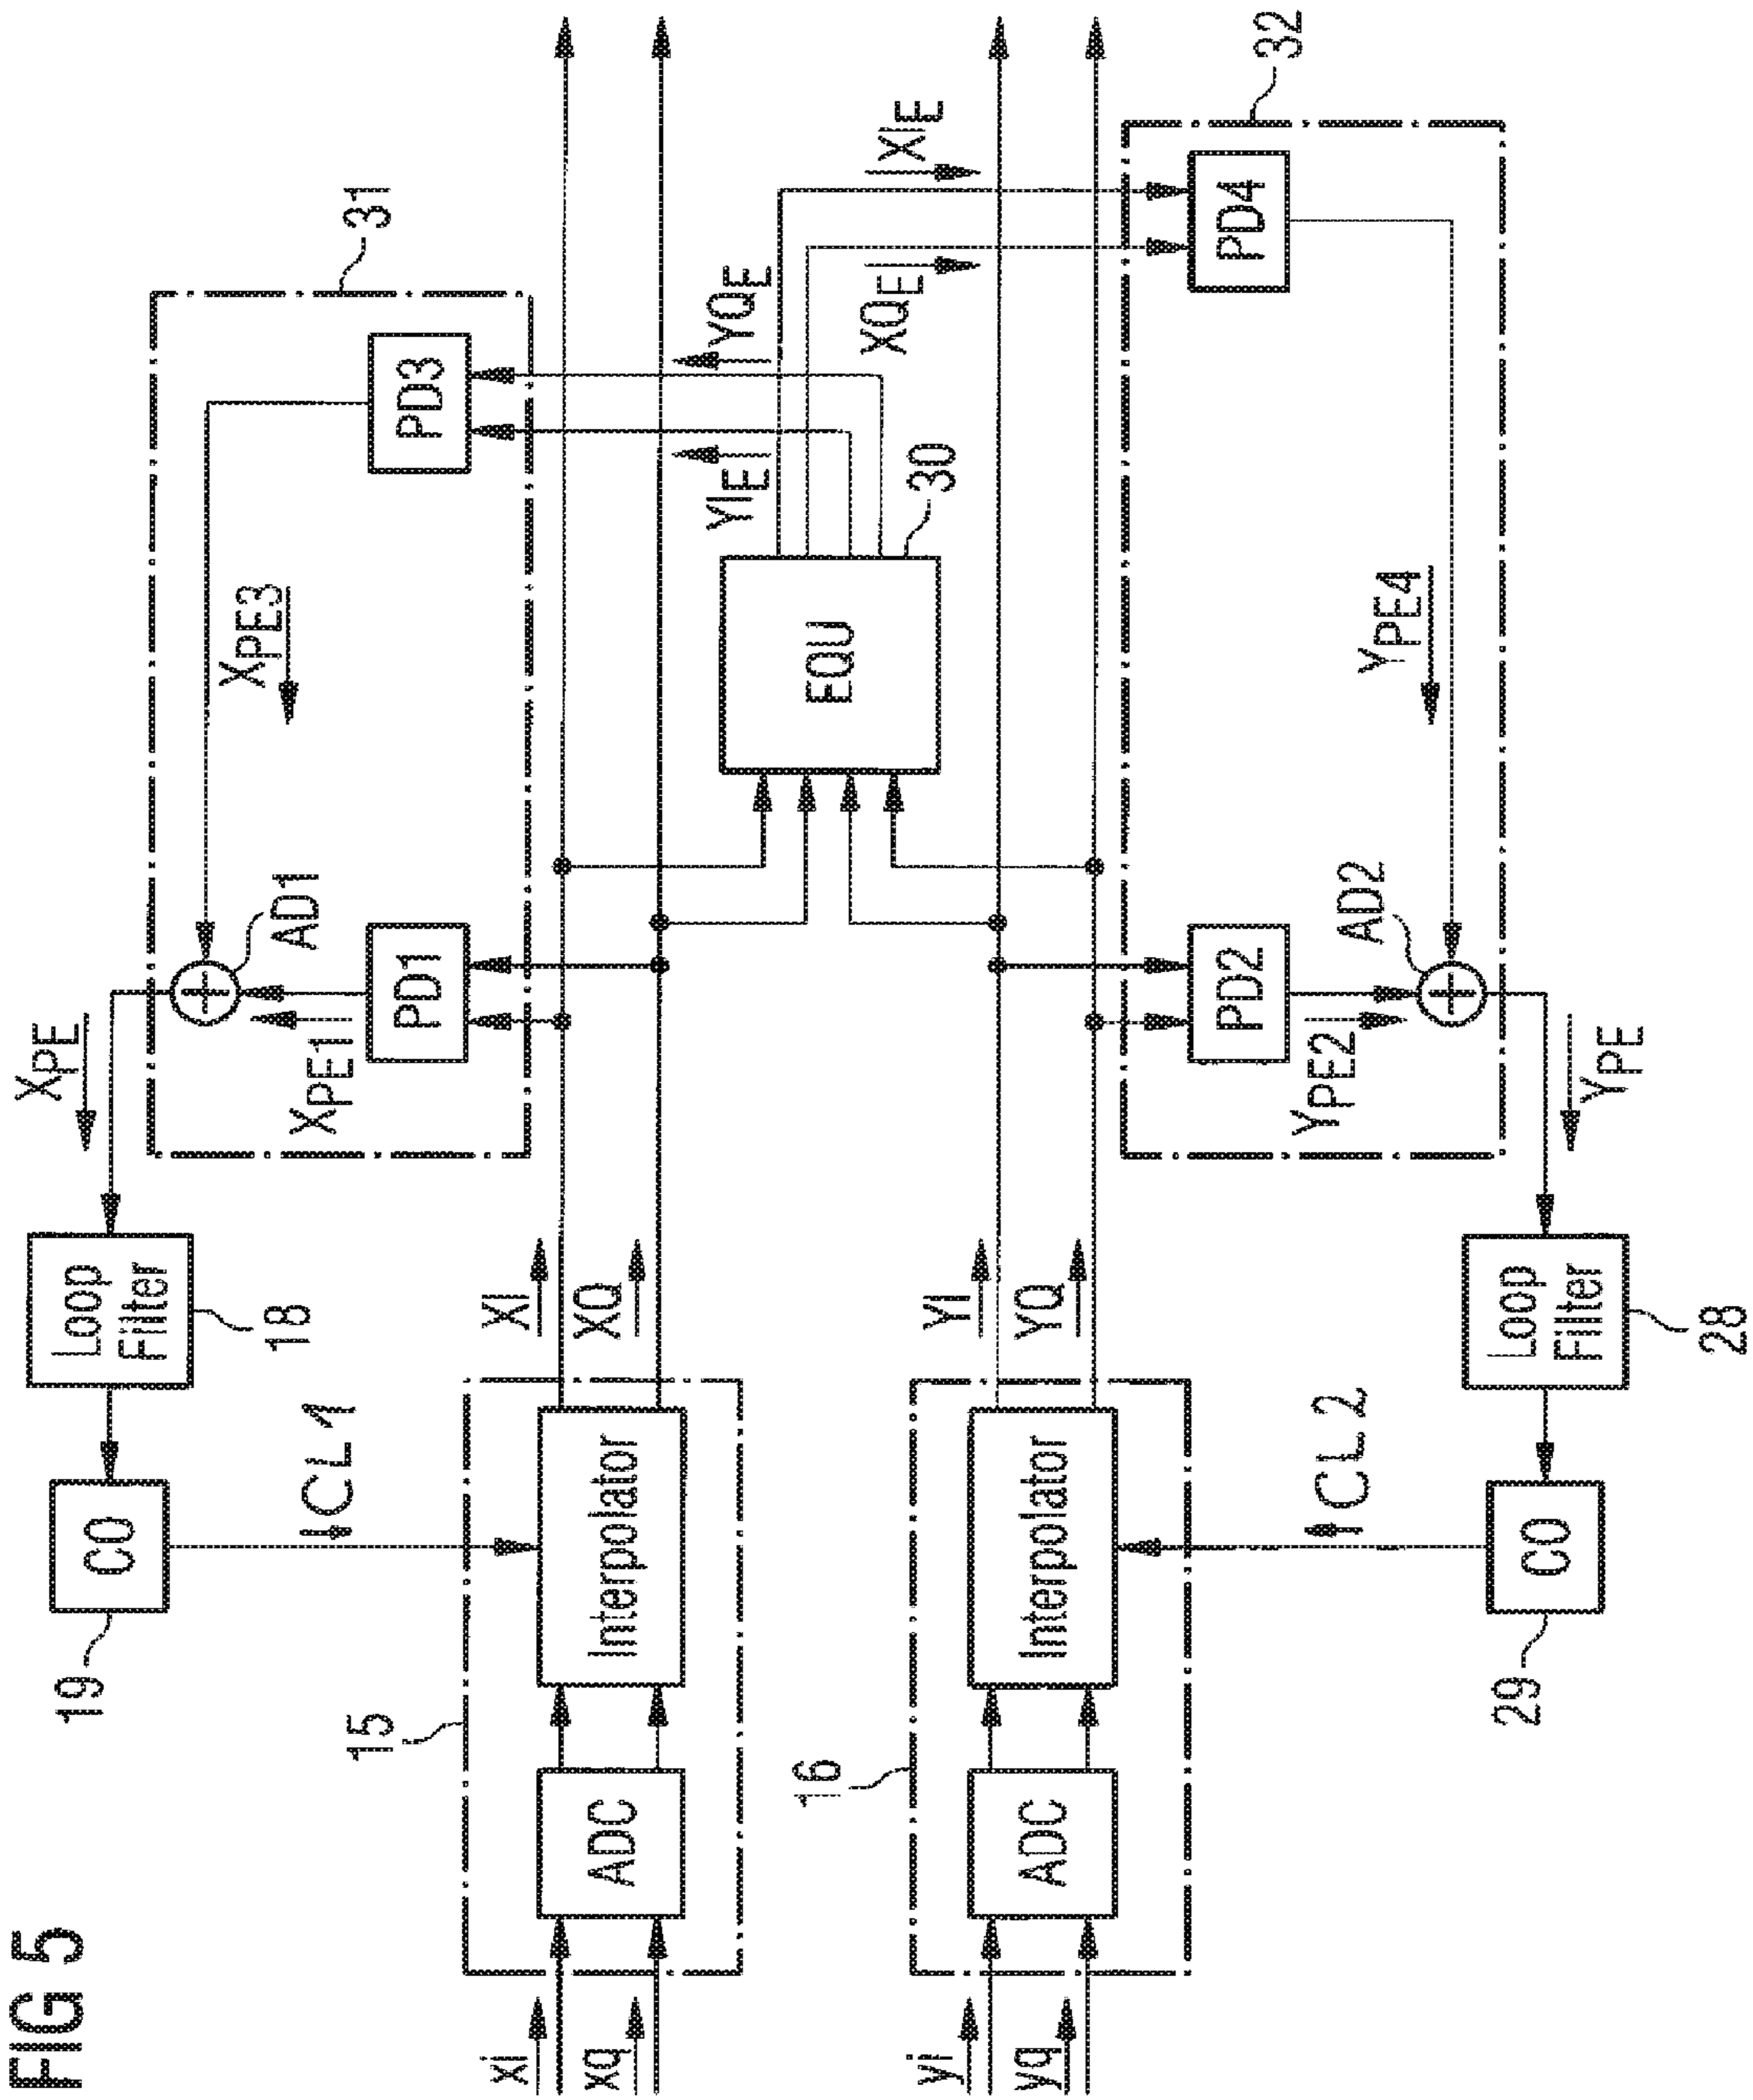 FIG 5
19
CO
Loop
Filter
18
XPE
CL1
AD1
XPE1
PD1
XPE3
PD3
31
15
xi
xq
ADC
Interpolator
XI
XQ
YIE
YQE
EQU
30
XQE
XIE
16
yi
yq
ADC
Interpolator
YI
YQ
PD2
YPE2
AD2
YPE4
PD4
32
CL2
YPE
CO
29
Loop
Filter
28